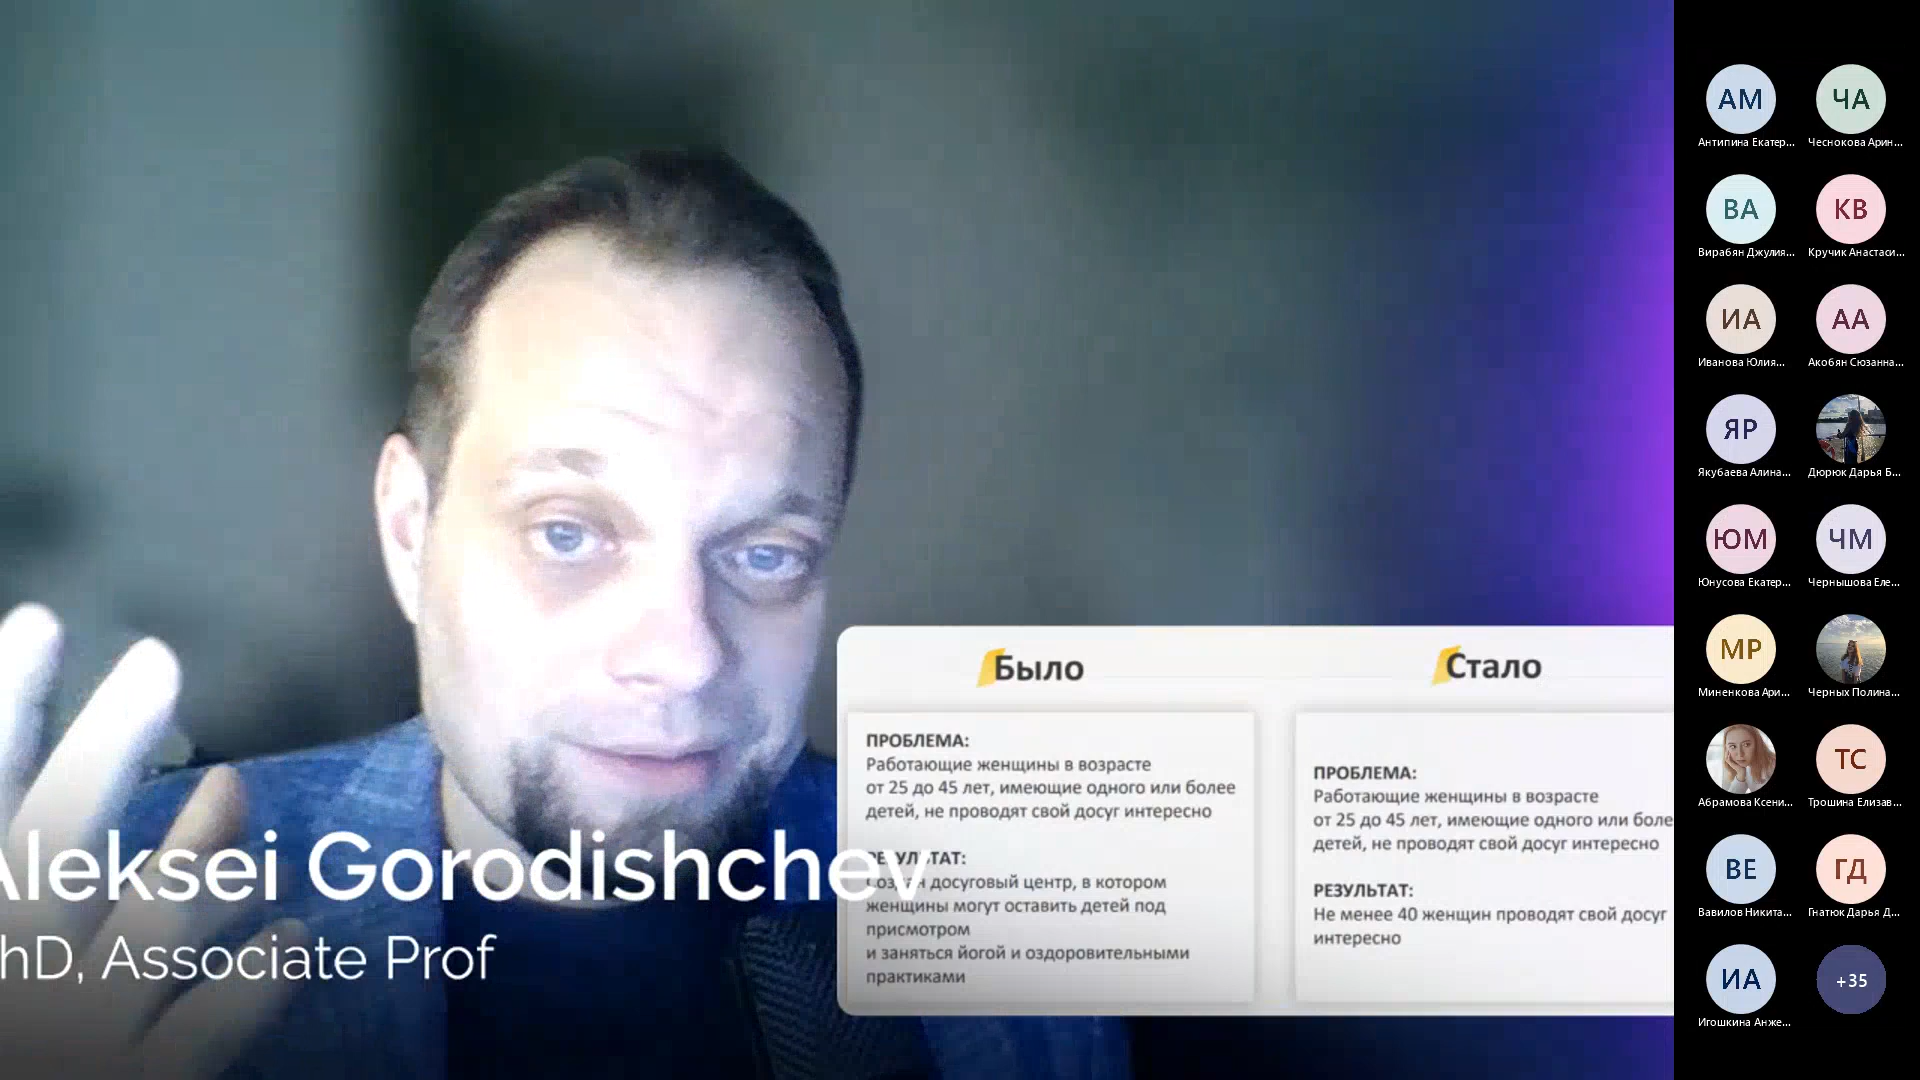 Aleksei Gorodishchev
hD, Associate Prof
Было
ПРОБЛЕМА:
Работающие женщины в возрасте
от 25 до 45 лет, имеющие одного или более
детей, не проводят свой досуг интересно
РЕЗУЛЬТАТ:
Создан досуговый центр, в котором
женщины могут оставить детей под
присмотром
и заняться йогой и оздоровительными
практиками
Стало
ПРОБЛЕМА:
Работающие женщины в возрасте
от 25 до 45 лет, имеющие одного или боле
детей, не проводят свой досуг интересно
РЕЗУЛЬТАТ:
Не менее 40 женщин проводят свой досуг
интересно
АМ
Антипина Екатер...
ЧА
Чеснокова Арин...
ВА
Вирабян Джулия...
КВ
Кручик Анастаси...
ИА
Иванова Юлия...
АА
Акобян Сюзанна...
ЯР
Якубаева Алина...
Дюрюк Дарья Б...
ЮМ
Юнусова Екатер...
ЧМ
Чернышова Еле...
МР
Миненкова Ари...
Черных Полина...
Абрамова Ксени...
ТС
Трошина Елизав...
ВЕ
Вавилов Никита...
ГД
Гнатюк Дарья Д...
ИА
Игошкина Анже...
+35